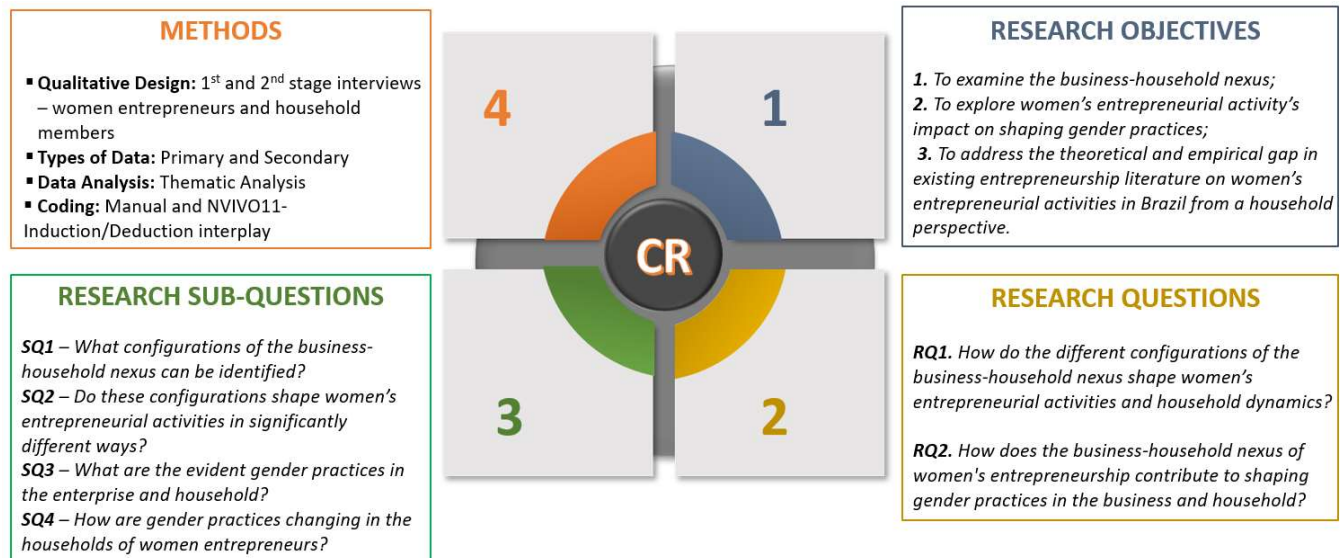 METHODS
▪ Qualitative Design: 1st and 2nd stage interviews
– women entrepreneurs and household
members
▪ Types of Data: Primary and Secondary
▪ Data Analysis: Thematic Analysis
▪ Coding: Manual and NVIVO11-
Induction/Deduction interplay
4
1
RESEARCH OBJECTIVES
1. To examine the business-household nexus;
2. To explore women’s entrepreneurial activity’s
impact on shaping gender practices;
3. To address the theoretical and empirical gap in
existing entrepreneurship literature on women’s
entrepreneurial activities in Brazil from a household
perspective.
CR
RESEARCH SUB-QUESTIONS
SQ1 – What configurations of the business-
household nexus can be identified?
SQ2 – Do these configurations shape women’s
entrepreneurial activities in significantly
different ways?
SQ3 – What are the evident gender practices in
the enterprise and household?
SQ4 – How are gender practices changing in the
households of women entrepreneurs?
3
2
RESEARCH QUESTIONS
RQ1. How do the different configurations of the
business-household nexus shape women’s
entrepreneurial activities and household dynamics?
RQ2. How does the business-household nexus of
women's entrepreneurship contribute to shaping
gender practices in the business and household?